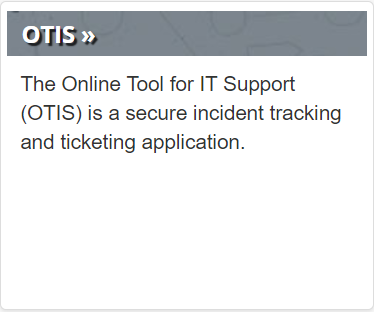 OTIS »
The Online Tool for IT Support
(OTIS) is a secure incident tracking
and ticketing application.